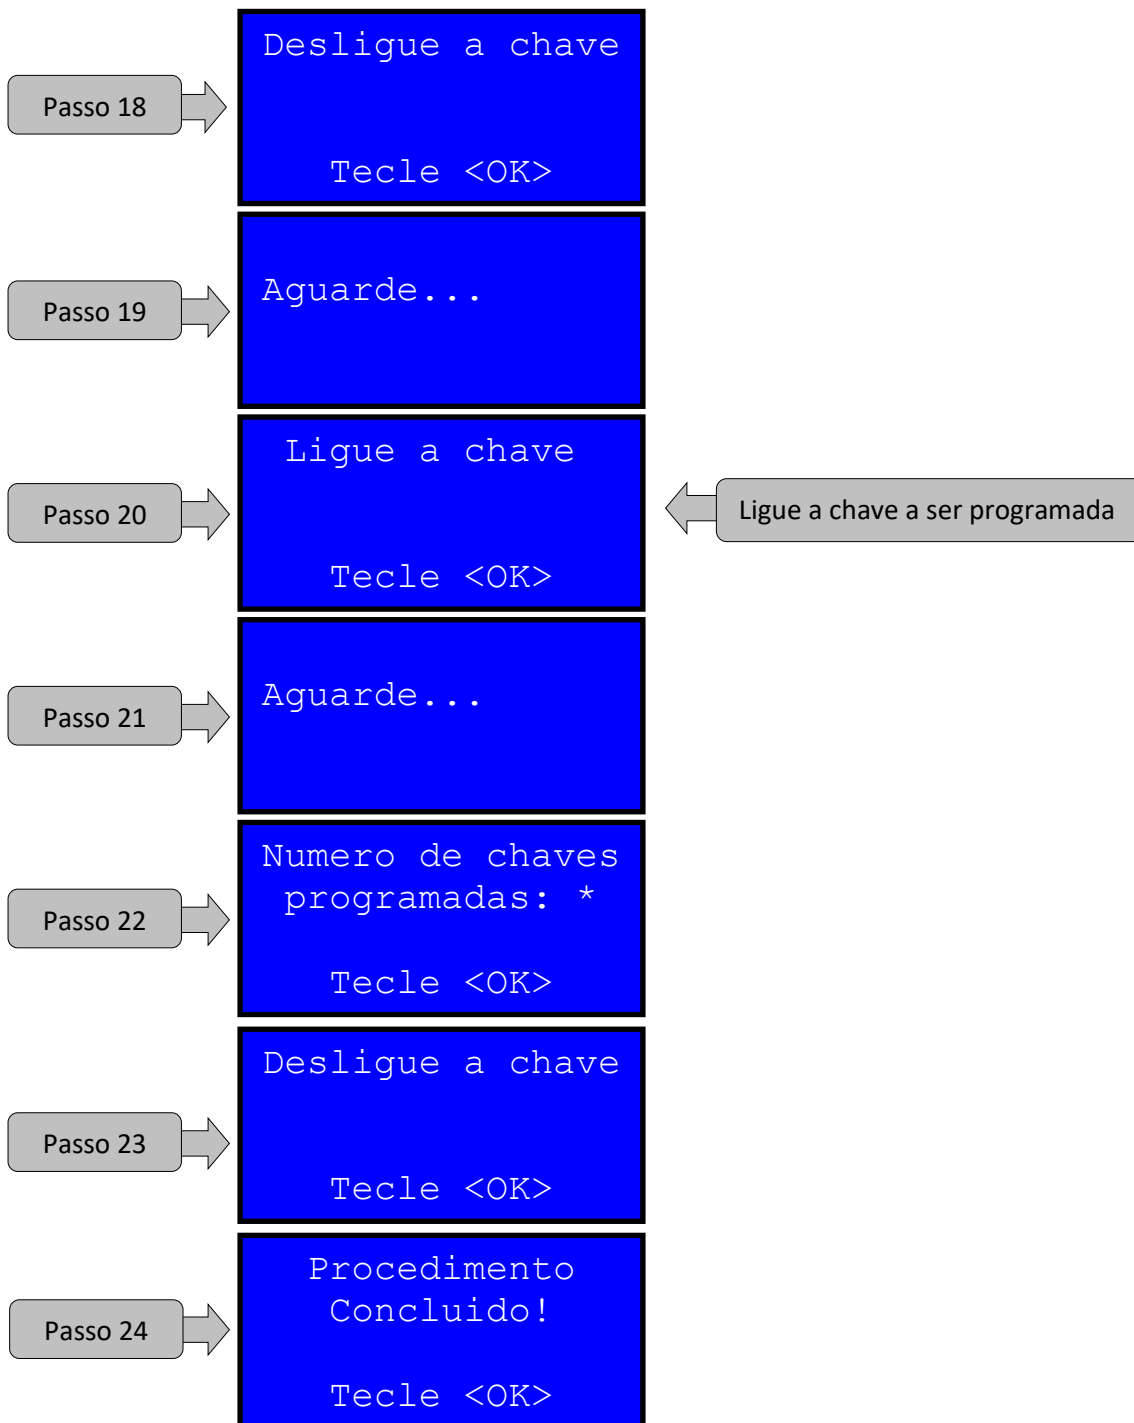 Passo 18
Desligue a chave
Tecle <OK>
Passo 19
Aguarde...
Passo 20
Ligue a chave
Tecle <OK>
Ligue a chave a ser programada
Passo 21
Aguarde...
Passo 22
Numero de chaves
programadas: *
Tecle <OK>
Passo 23
Desligue a chave
Tecle <OK>
Passo 24
Procedimento
Concluido!
Tecle <OK>